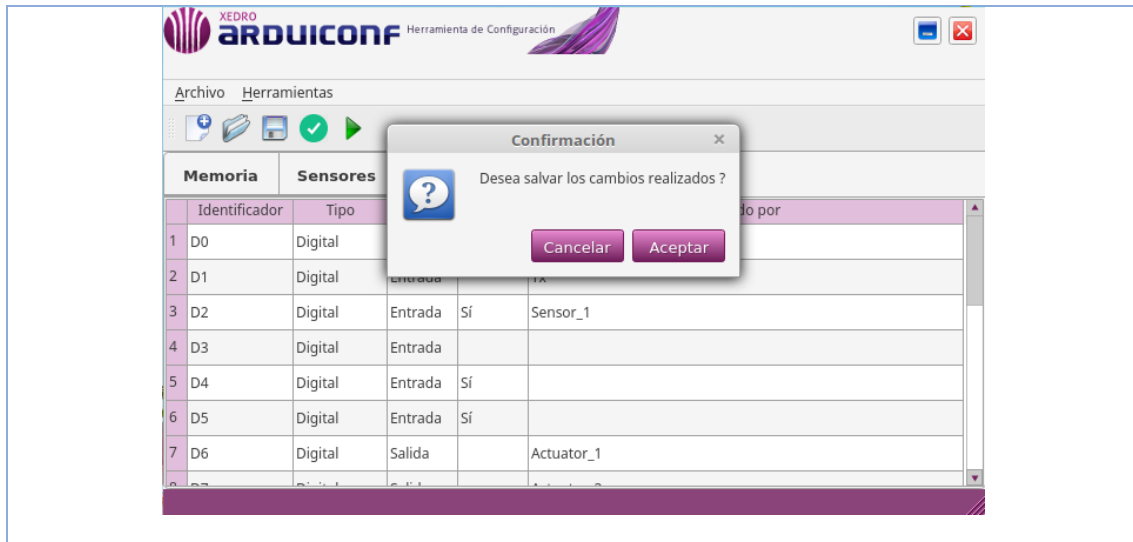 XEDRO
ARDUICONF Herramienta de Configuración
Archivo Herramientas
Confirmación
Desea salvar los cambios realizados ?
Cancelar Aceptar
Memoria Sensores
Identificador Tipo do por
1 D0 Digital
2 D1 Digital Entrada Tx
3 D2 Digital Entrada Sí Sensor_1
4 D3 Digital Entrada
5 D4 Digital Entrada Sí
6 D5 Digital Entrada Sí
7 D6 Digital Salida Actuator_1